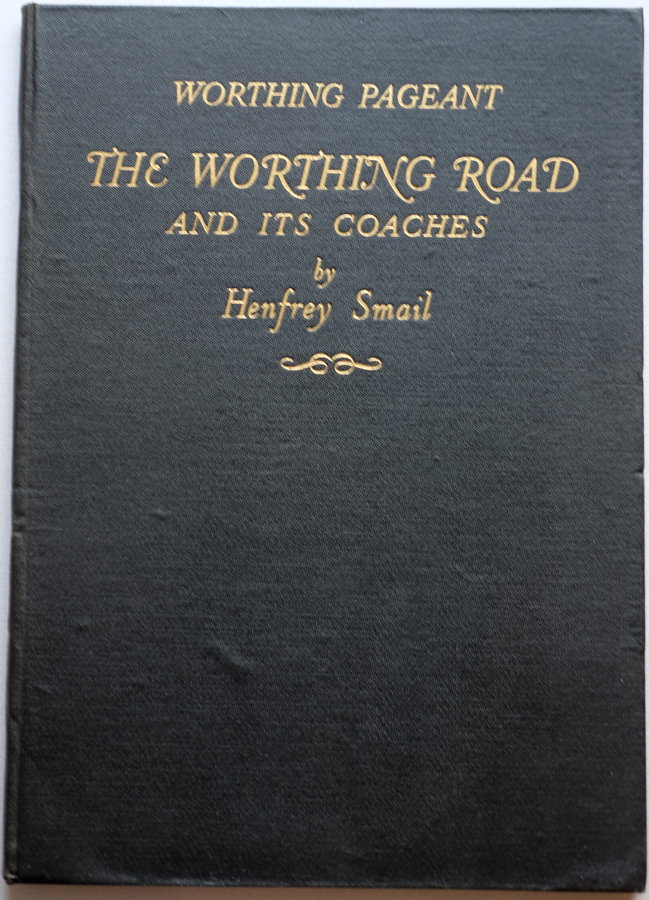 WORTHING PAGEANT
THE WORTHING ROAD
AND ITS COACHES
by
Henfrey Smail